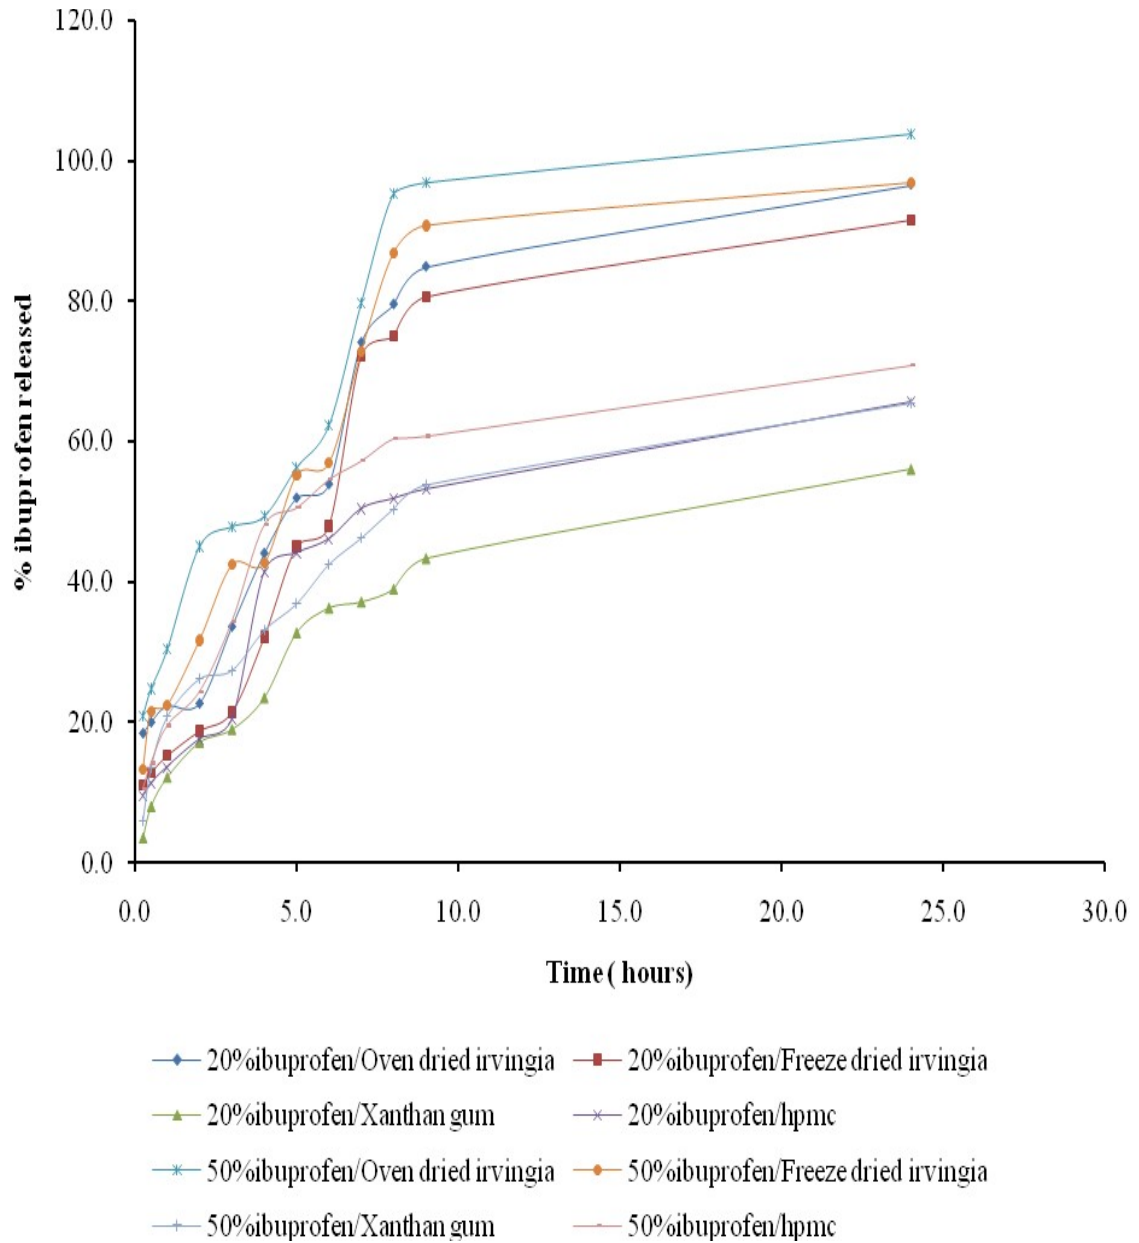 120.0
100.0
80.0
60.0
40.0
20.0
0.0
% ibuprofen released
0.0 5.0 10.0 15.0 20.0 25.0 30.0
Time ( hours)
20%ibuprofen/Oven dried irvingia 20%ibuprofen/Freeze dried irvingia
20%ibuprofen/Xanthan gum 20%ibuprofen/hpmc
50%ibuprofen/Oven dried irvingia 50%ibuprofen/Freeze dried irvingia
50%ibuprofen/Xanthan gum 50%ibuprofen/hpmc